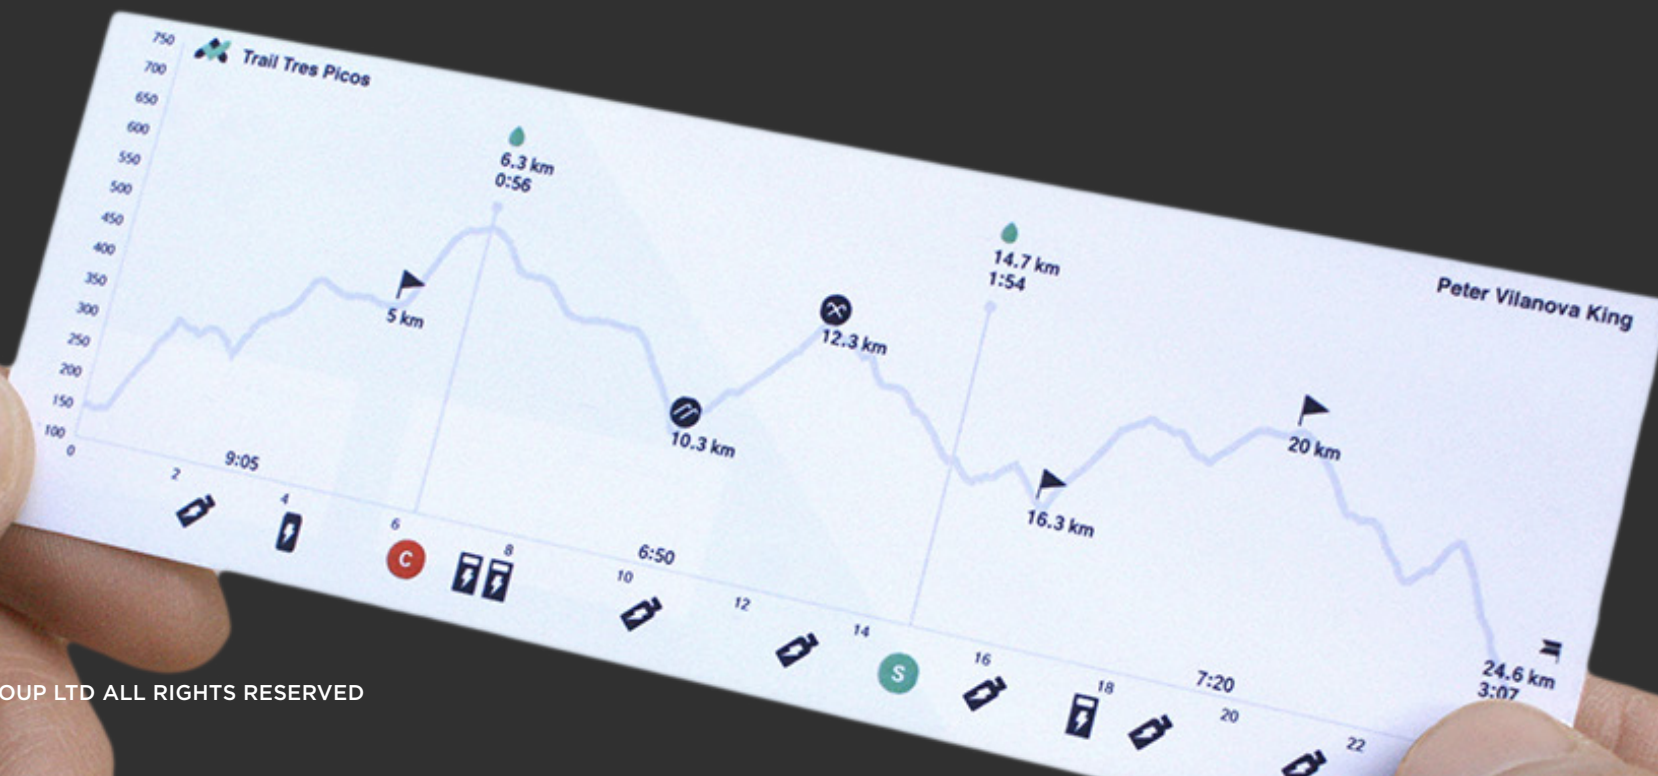 750
700
650
600
550
500
450
400
350
300
250
200
150
100
Trail Tres Picos
Peter Vilanova King
6.3 km
0:56
5 km
10.3 km
12.3 km
14.7 km
1:54
16.3 km
20 km
24.6 km
3:07
9:05
6:50
7:20
0
2
4
6
8
10
12
14
16
18
20
22
C
S
OUP LTD ALL RIGHTS RESERVED